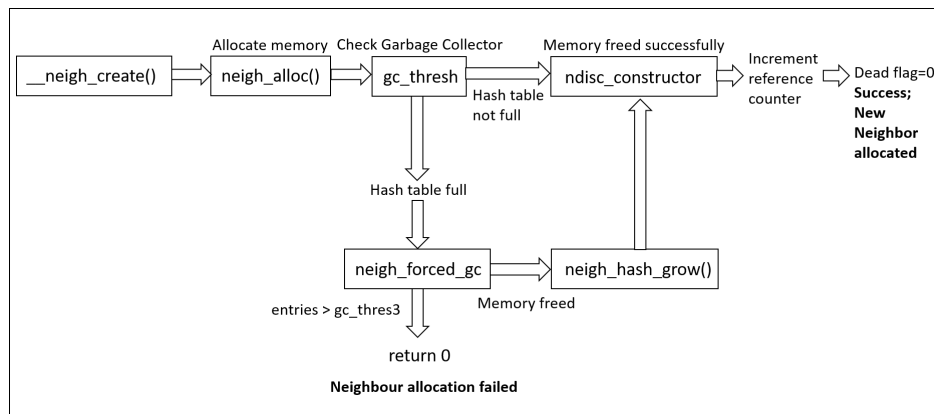 Allocate memory
Check Garbage Collector
Memory freed successfully
__neigh_create()
neigh_alloc()
gc_thresh
Hash table
not full
ndisc_constructor
Increment
reference
counter
Dead flag=0
Success;
New
Neighbor
allocated
Hash table full
neigh_forced_gc
Memory freed
neigh_hash_grow()
entries > gc_thres3
return 0
Neighbour allocation failed